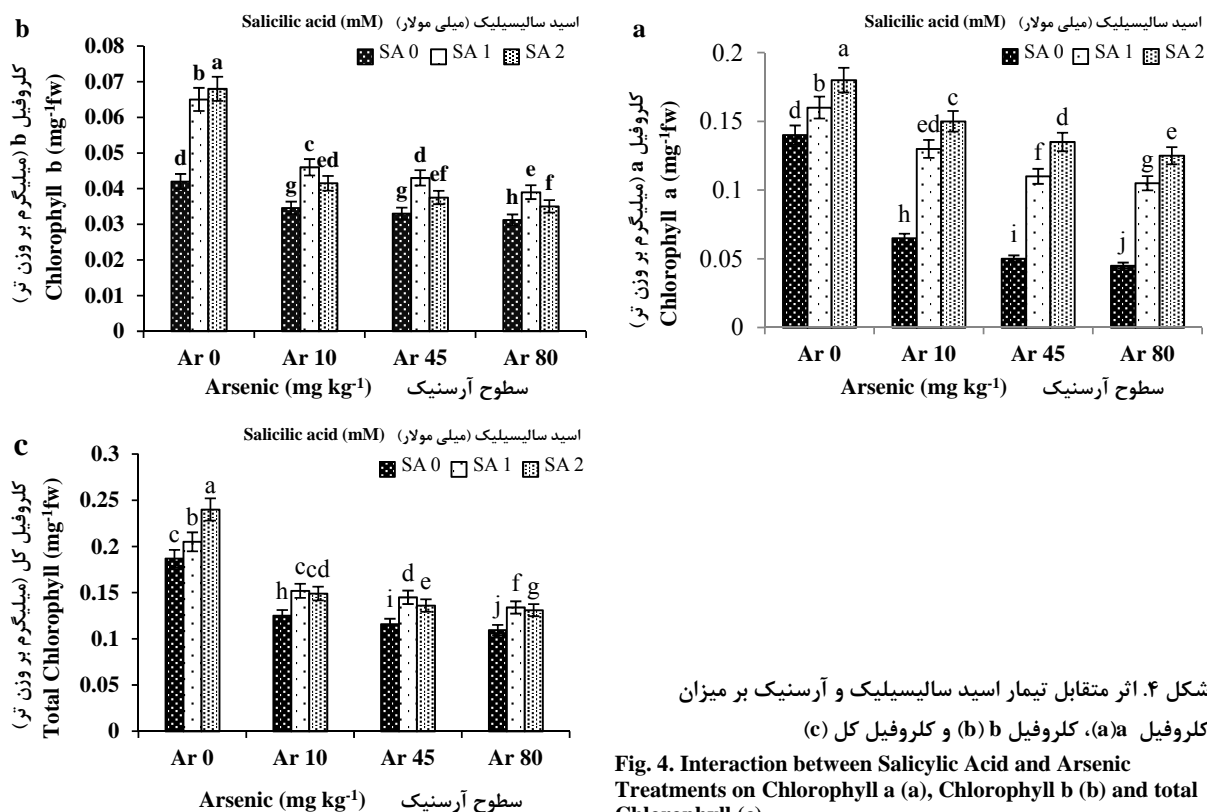 b
Salicilic acid (mM) اسید سالیسیلیک (میلی مولار)
SA 0 SA 1 SA 2
کلروفیل b (میلیگرم بر وزن تر)
Chlorophyll b (mg-1fw)
0.08
0.07
0.06
0.05
0.04
0.03
0.02
0.01
0
d b a
g c ed
g d ef
h e f
Ar 0 Ar 10 Ar 45 Ar 80
Arsenic (mg kg-1) سطوح آرسنیک
a
Salicilic acid (mM) اسید سالیسیلیک (میلی مولار)
SA 0 SA 1 SA 2
کلروفیل a (میلیگرم بر وزن تر)
Chlorophyll a (mg-1fw)
0.2
0.15
0.1
0.05
0
d b a
h ed c
i f d
j g e
Ar 0 Ar 10 Ar 45 Ar 80
Arsenic (mg kg-1) سطوح آرسنیک
c
Salicilic acid (mM) اسید سالیسیلیک (میلی مولار)
SA 0 SA 1 SA 2
کلروفیل کل (میلیگرم بر وزن تر)
Total Chlorophyll (mg-1fw)
0.3
0.25
0.2
0.15
0.1
0.05
0
c b a
h c cd
i d e
j f g
Ar 0 Ar 10 Ar 45 Ar 80
Arsenic (mg kg-1) سطوح آرسنیک
شکل ۴. اثر متقابل تیمار اسید سالیسیلیک و آرسنیک بر میزان
کلروفیل a(a)، کلروفیل b (b) و کلروفیل کل (c)
Fig. 4. Interaction between Salicylic Acid and Arsenic
Treatments on Chlorophyll a (a), Chlorophyll b (b) and total
Chlorophyll (c)